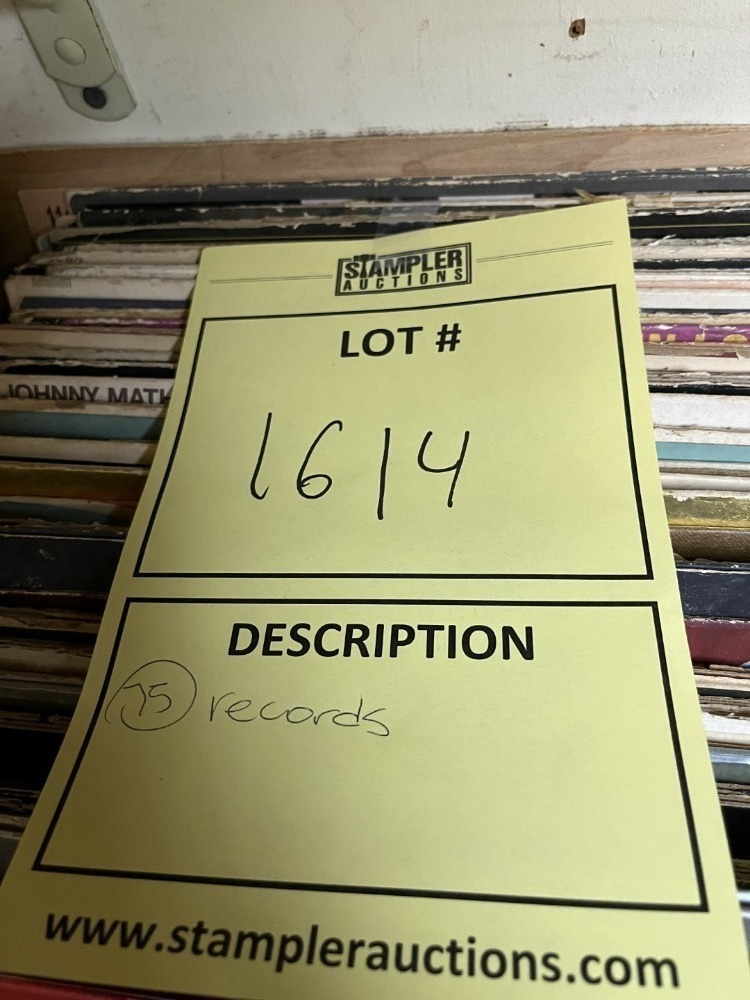 STAMPLER
AUCTIONS
LOT #
1614
JOHNNY MATH
DESCRIPTION
75 records
www.stamplerauctions.com